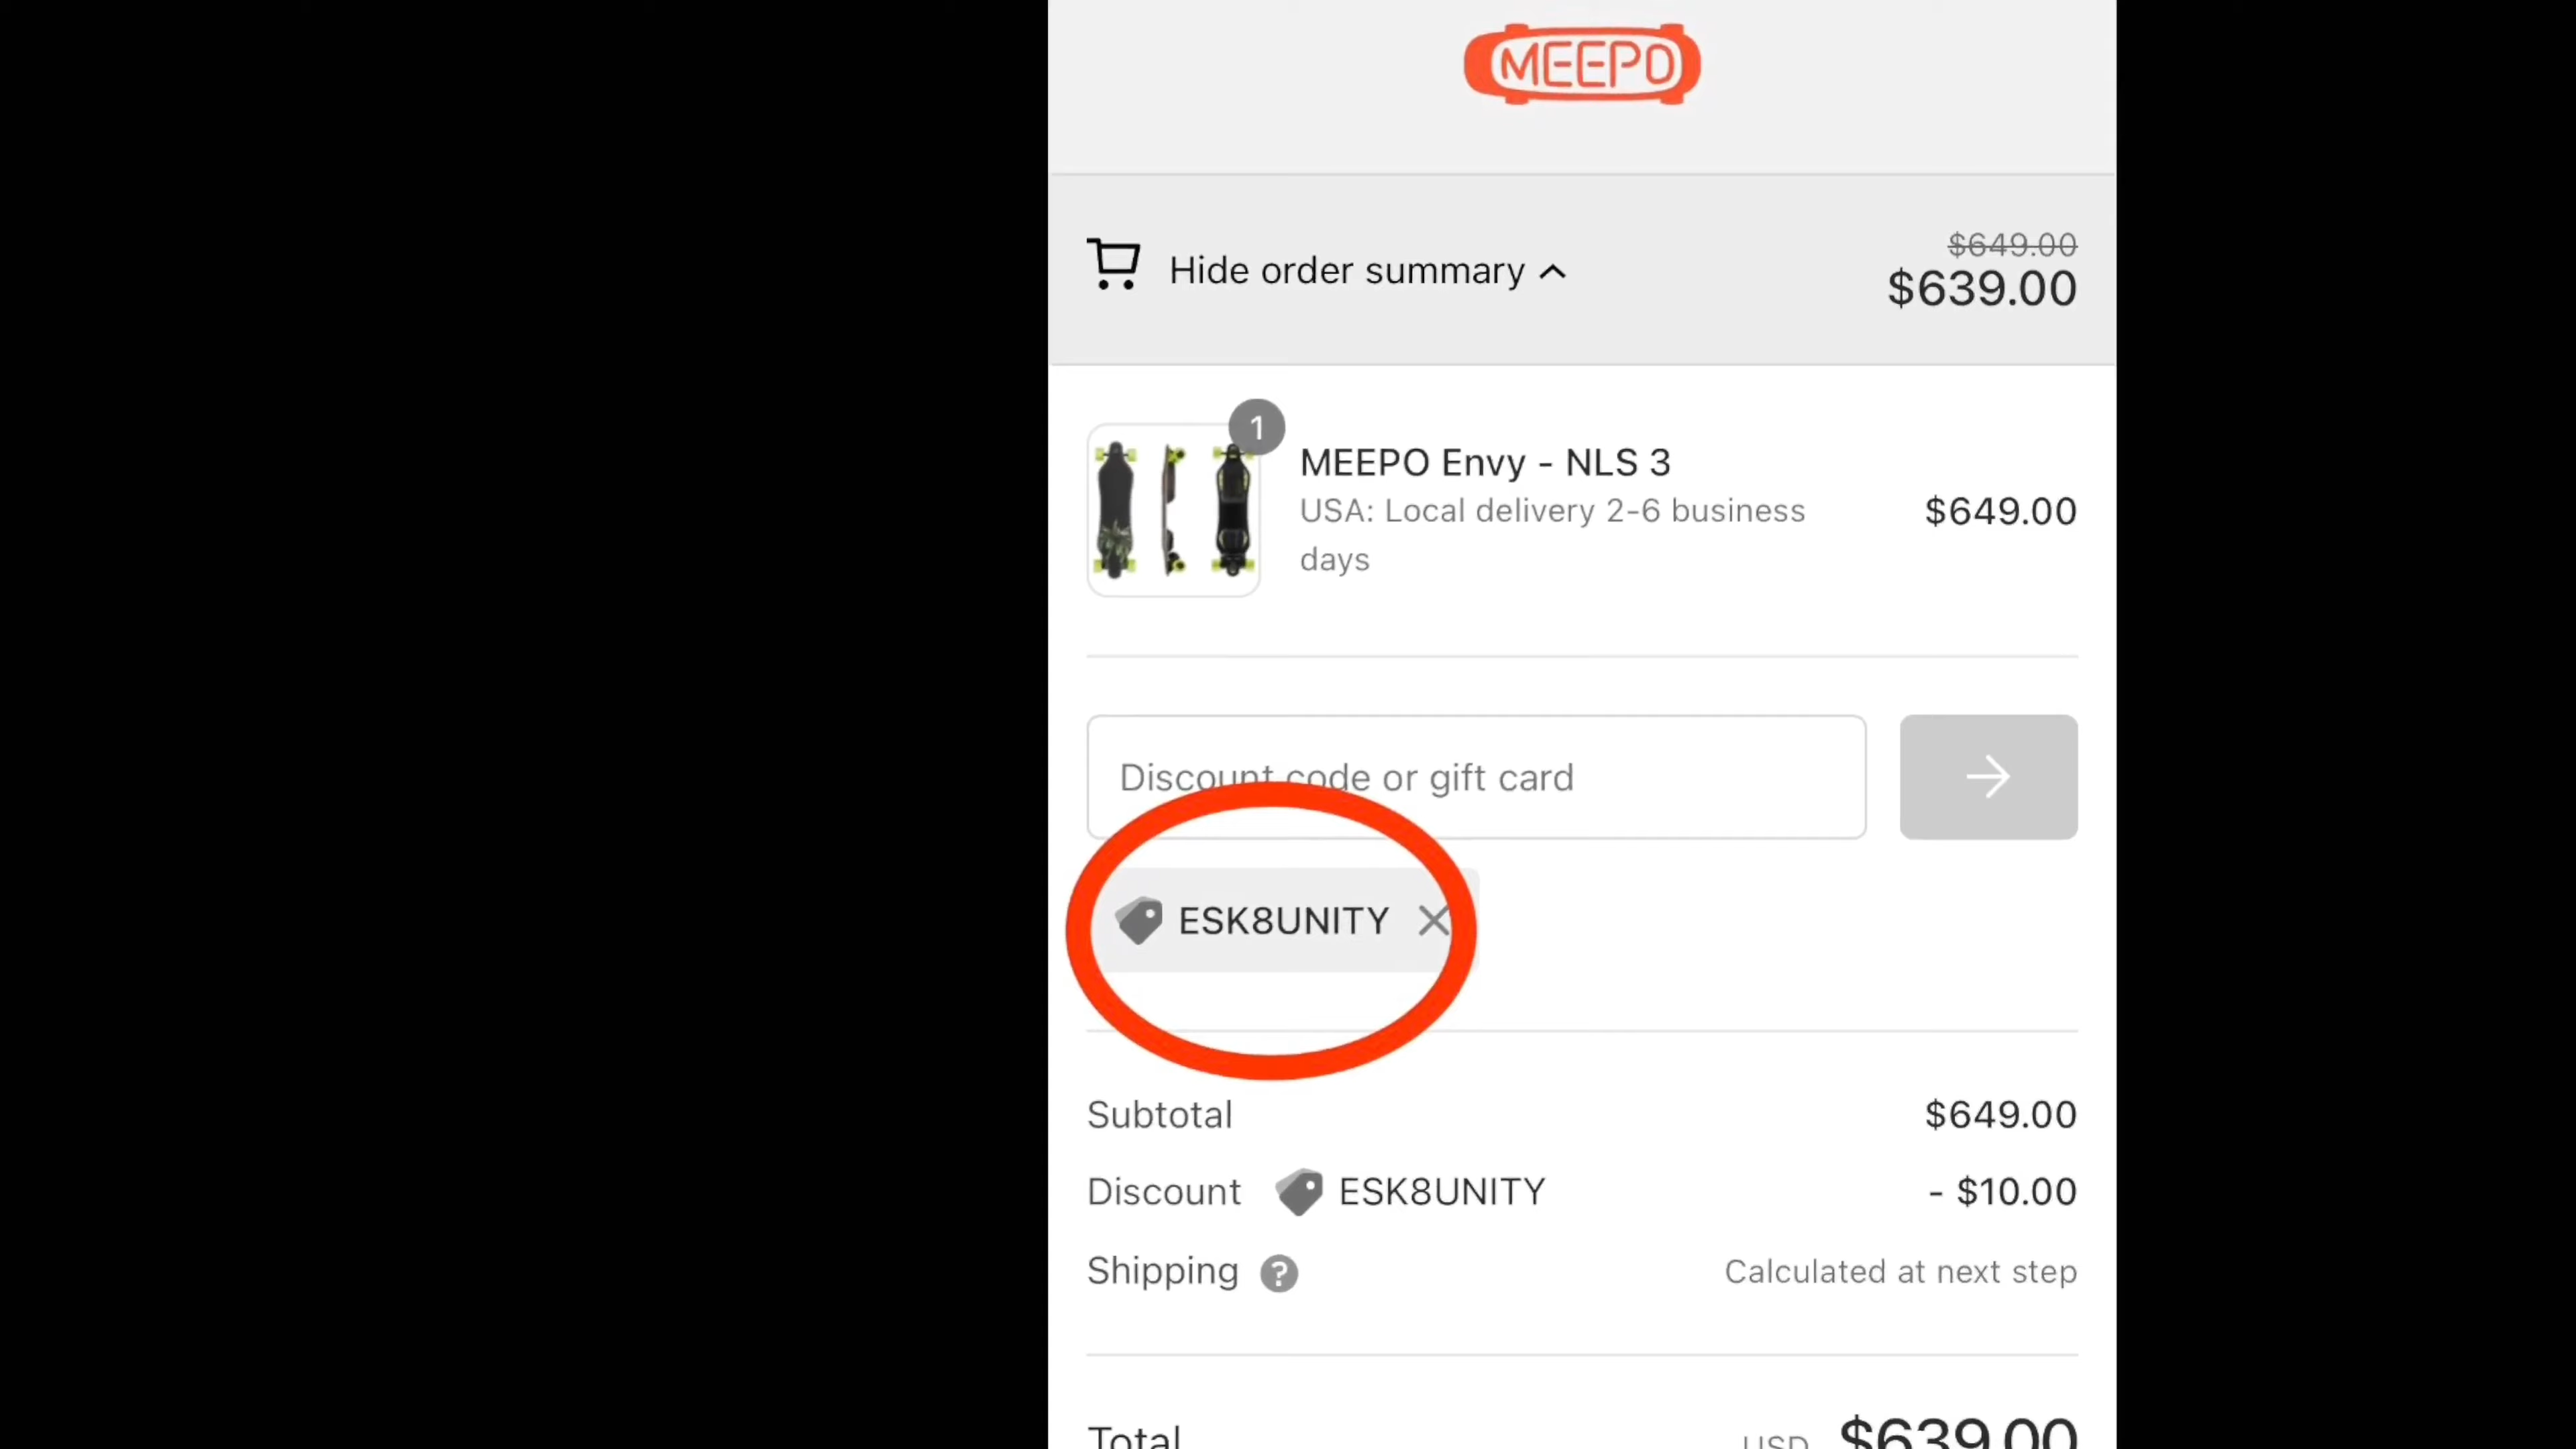 MEEPO
Hide order summary
$649.00
$639.00
1
MEEPO Envy - NLS 3
USA: Local delivery 2-6 business
days
$649.00
Discount code or gift card
ESK8UNITY
Subtotal $649.00
Discount ESK8UNITY - $10.00
Shipping ? Calculated at next step
Total USD $639.00